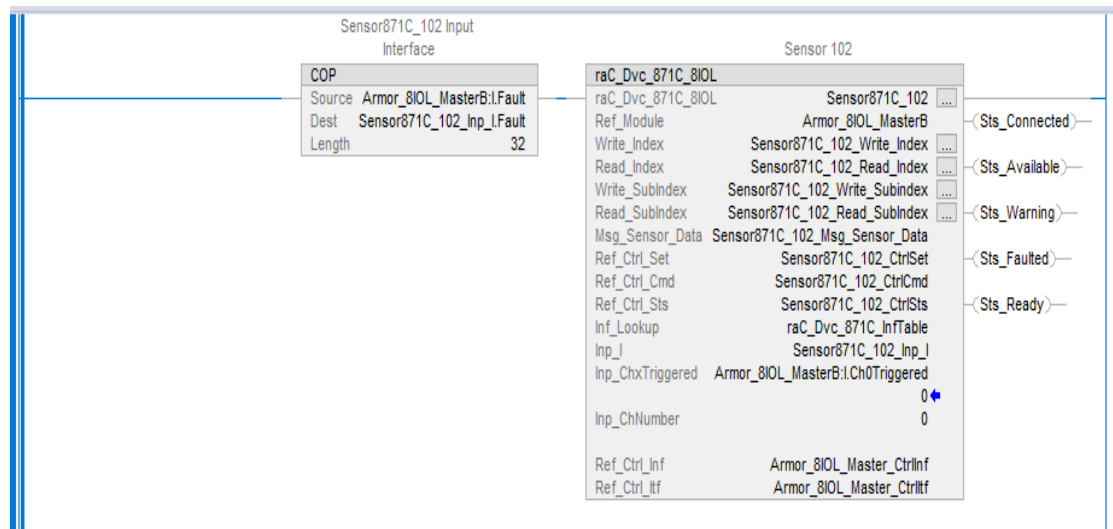 Sensor871C_102 Input
Interface
COP
Source Armor_8IOL_MasterB:I.Fault
Dest Sensor871C_102_Inp_I.Fault
Length 32
Sensor 102
raC_Dvc_871C_8IOL
raC_Dvc_871C_8IOL Sensor871C_102 ...
Ref_Module Armor_8IOL_MasterB (Sts_Connected)
Write_Index Sensor871C_102_Write_Index ...
Read_Index Sensor871C_102_Read_Index ... (Sts_Available)
Write_SubIndex Sensor871C_102_Write_Subindex ...
Read_SubIndex Sensor871C_102_Read_SubIndex ... (Sts_Warning)
Msg_Sensor_Data Sensor871C_102_Msg_Sensor_Data
Ref_Ctrl_Set Sensor871C_102_CtrlSet (Sts_Faulted)
Ref_Ctrl_Cmd Sensor871C_102_CtrlCmd
Ref_Ctrl_Sts Sensor871C_102_CtrlSts (Sts_Ready)
Inf_Lookup raC_Dvc_871C_InfTable
Inp_I Sensor871C_102_Inp_I
Inp_ChxTriggered Armor_8IOL_MasterB:I.Ch0Triggered
0
Inp_ChNumber 0
Ref_Ctrl_Inf Armor_8IOL_Master_CtrlInf
Ref_Ctrl_Itf Armor_8IOL_Master_CtrlItf